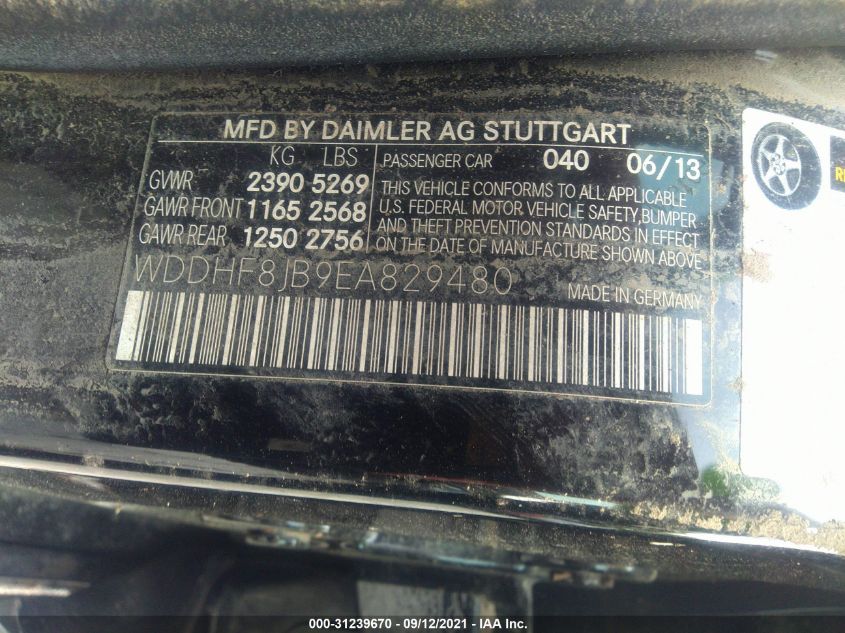 MFD BY DAIMLER AG STUTTGART
KG LBS
GVWR 2390 5269
GAWR FRONT 1165 2568
GAWR REAR 1250 2756
PASSENGER CAR 040 06/13
THIS VEHICLE CONFORMS TO ALL APPLICABLE
U.S. FEDERAL MOTOR VEHICLE SAFETY, BUMPER
AND THEFT PREVENTION STANDARDS IN EFFECT
ON THE DATE OF MANUFACTURE SHOWN ABOVE.
WDDHF8JB9EA829480
MADE IN GERMANY
000-31239670 - 09/12/2021 - IAA Inc.